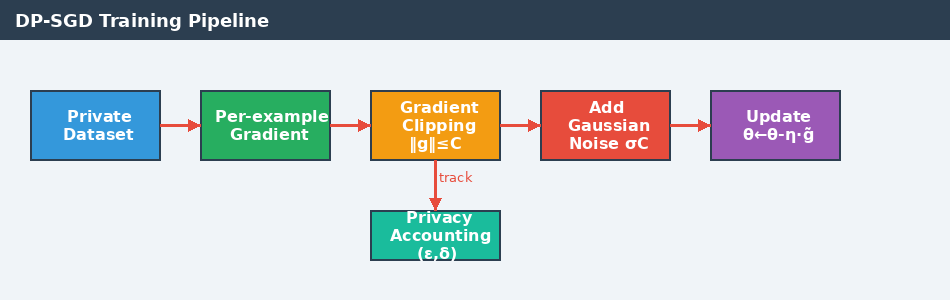 DP-SGD Training Pipeline
Private
Dataset
Per-example
Gradient
Gradient
Clipping
‖g‖≤C
Add
Gaussian
Noise σC
Update
θ←θ-η·g̃
track
Privacy
Accounting
(ε,δ)